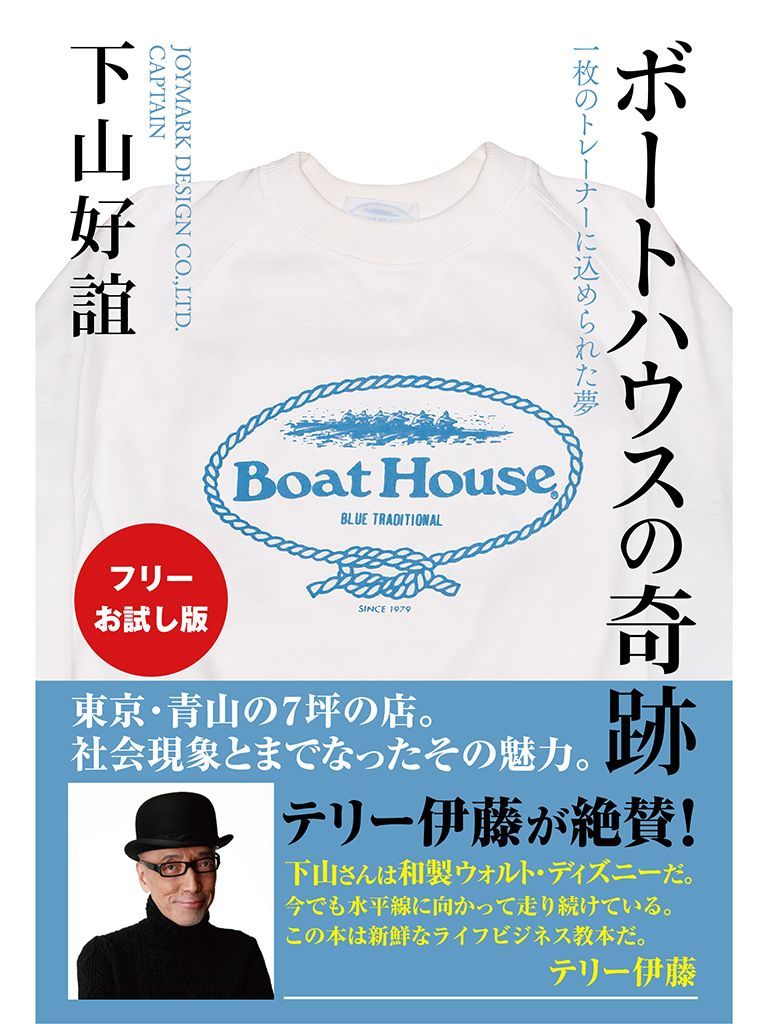 ボートハウスの奇跡
一枚のトレーナーに込められた夢
JOYMARK DESIGN CO.,LTD.
CAPTAIN
下山好誼
Boat House®
BLUE TRADITIONAL
SINCE 1979
フリー
お試し版
東京・青山の7坪の店。
社会現象とまでなったその魅力。
テリー伊藤が絶賛!
下山さんは和製ウォルト・ディズニーだ。
今でも水平線に向かって走り続けている。
この本は新鮮なライフビジネス教本だ。
テリー伊藤